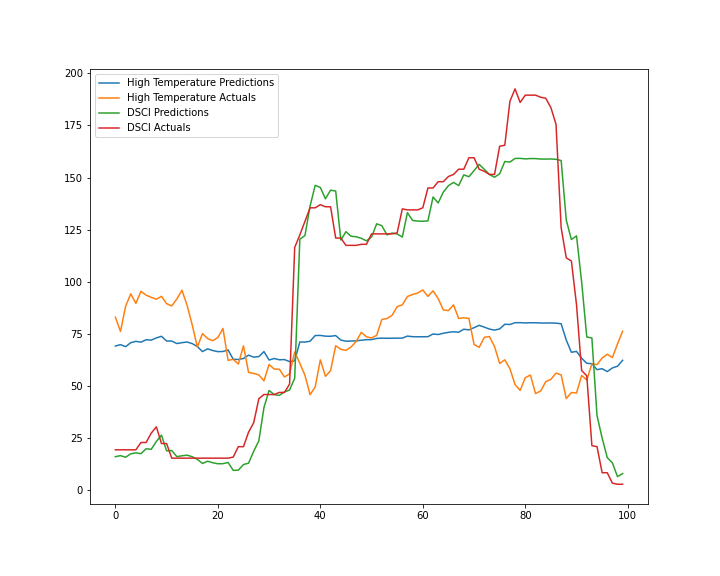 High Temperature Predictions
High Temperature Actuals
DSCI Predictions
DSCI Actuals
200
175
150
125
100
75
50
25
0
0 20 40 60 80 100